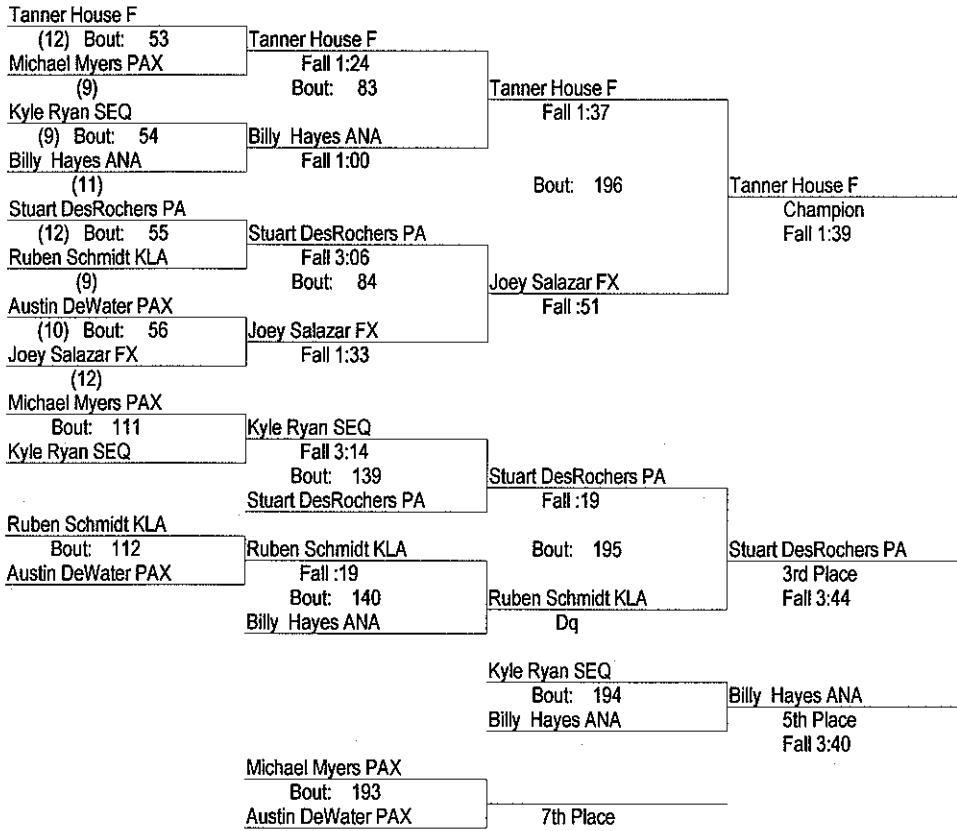 Tanner House F
(12) Bout: 53
Michael Myers PAX
(9)
Kyle Ryan SEQ
(9) Bout: 54
Billy Hayes ANA
(11)
Stuart DesRochers PA
(12) Bout: 55
Ruben Schmidt KLA
(9)
Austin DeWater PAX
(10) Bout: 56
Joey Salazar FX
(12)
Tanner House F
Fall 1:24
Bout: 83
Billy Hayes ANA
Fall 1:00
Stuart DesRochers PA
Fall 3:06
Bout: 84
Joey Salazar FX
Fall 1:33
Tanner House F
Fall 1:37
Bout: 196
Joey Salazar FX
Fall :51
Tanner House F
Champion
Fall 1:39
Michael Myers PAX
Bout: 111
Kyle Ryan SEQ
Ruben Schmidt KLA
Bout: 112
Austin DeWater PAX
Kyle Ryan SEQ
Fall 3:14
Bout: 139
Stuart DesRochers PA
Ruben Schmidt KLA
Fall :19
Bout: 140
Billy Hayes ANA
Stuart DesRochers PA
Fall :19
Bout: 195
Ruben Schmidt KLA
Dq
Stuart DesRochers PA
3rd Place
Fall 3:44
Kyle Ryan SEQ
Bout: 194
Billy Hayes ANA
Billy Hayes ANA
5th Place
Fall 3:40
Michael Myers PAX
Bout: 193
Austin DeWater PAX
7th Place